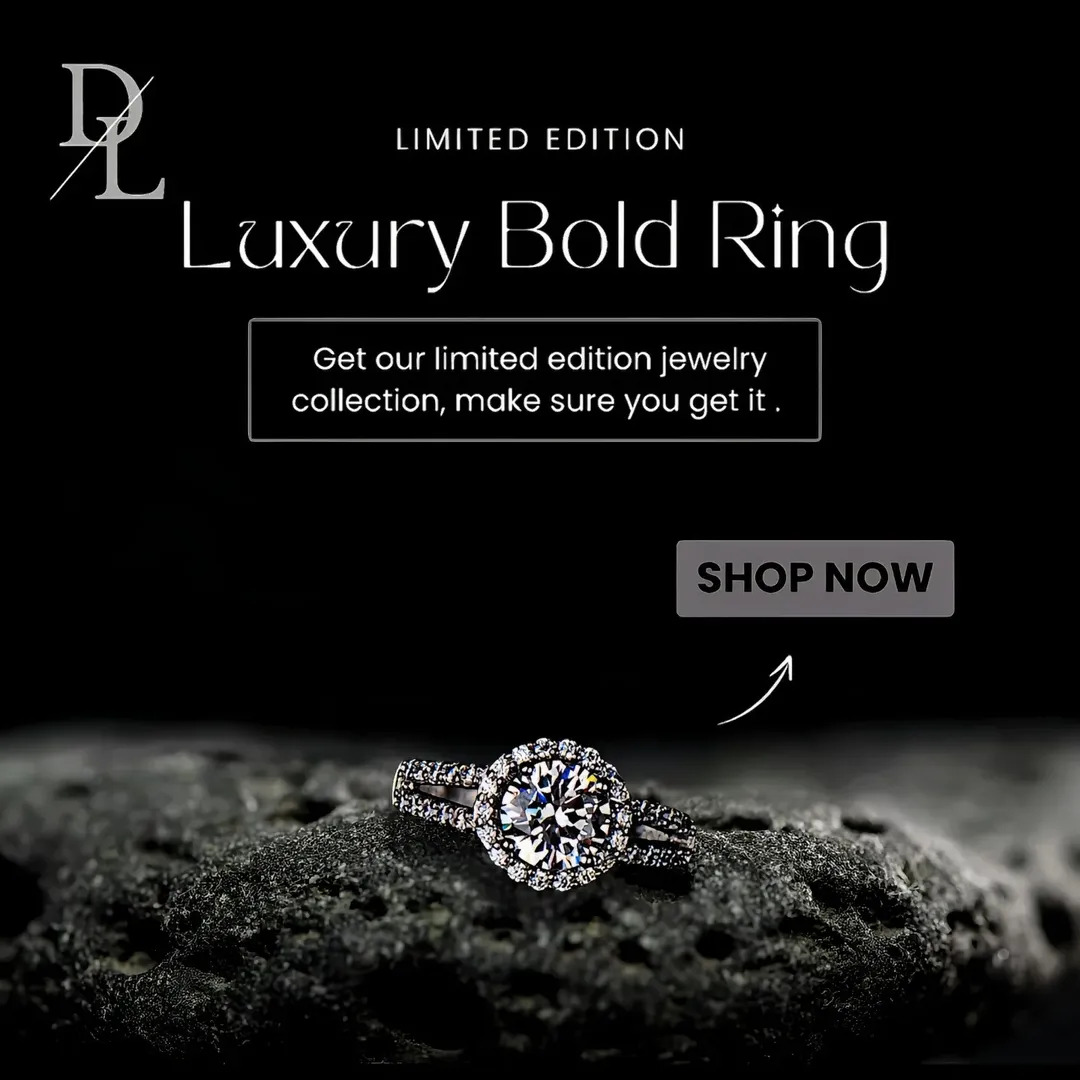 DL
LIMITED EDITION
Luxury Bold Ring
Get our limited edition jewelry
collection, make sure you get it .
SHOP NOW